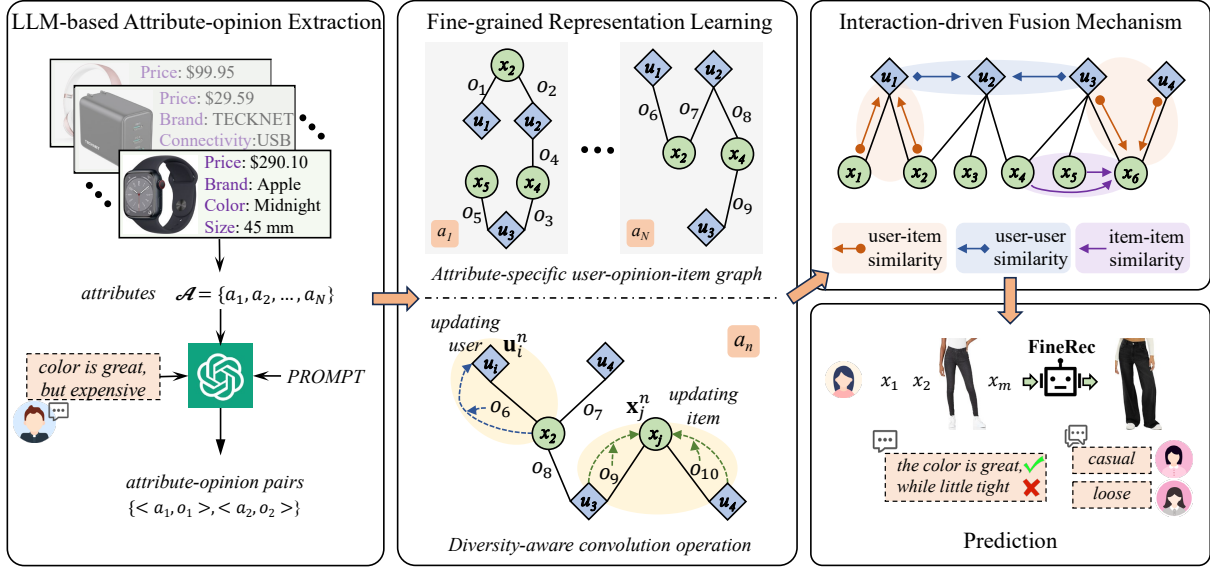 LLM-based Attribute-opinion Extraction
Price: $99.95
Price: $29.59
Brand: TECKNET
Connectivity:USB
Price: $290.10
Brand: Apple
Color: Midnight
Size: 45 mm
attributes 𝒜 = {a₁, a₂, …, a_N}
color is great,
but expensive
PROMPT
attribute-opinion pairs
{< a₁, o₁ >, < a₂, o₂ >}
Fine-grained Representation Learning
x₂
o₁
o₂
u₁
u₂
o₄
x₅
x₄
o₅
o₃
u₃
a₁
u₁
u₂
o₆
o₇
o₈
x₂
x₄
o₉
u₃
a_N
Attribute-specific user-opinion-item graph
updating
user
𝐮ᵢⁿ
a_n
uᵢ
u₄
o₆
o₇
𝐱ⱼⁿ
updating
item
x₂
xⱼ
o₈
o₉
o₁₀
u₃
u₄
Diversity-aware convolution operation
Interaction-driven Fusion Mechanism
u₁ u₂ u₃ u₄
x₁ x₂ x₃ x₄ x₅ x₆
user-item
similarity
user-user
similarity
item-item
similarity
FineRec
x₁ x₂ x_m
the color is great,
while little tight
casual
loose
Prediction